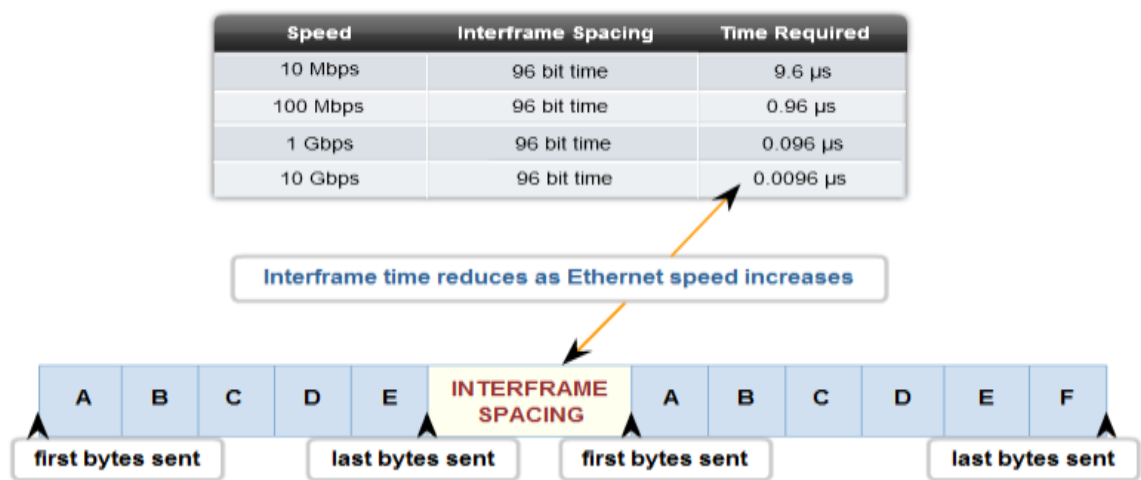 Speed Interframe Spacing Time Required
10 Mbps 96 bit time 9.6 µs
100 Mbps 96 bit time 0.96 µs
1 Gbps 96 bit time 0.096 µs
10 Gbps 96 bit time 0.0096 µs
Interframe time reduces as Ethernet speed increases
A B C D E INTERFRAME SPACING A B C D E F
first bytes sent last bytes sent first bytes sent last bytes sent